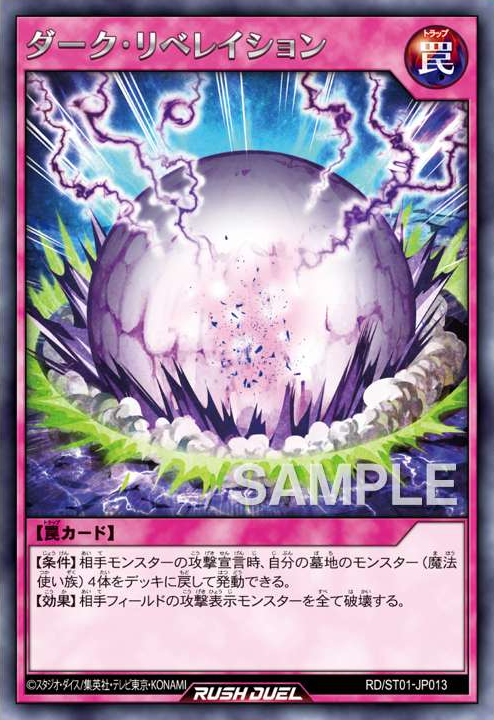 ダーク・リベレイション
トラップ
罠
SAMPLE
【罠カード】
【条件】相手モンスターの攻撃宣言時、自分の墓地のモンスター(魔法
使い族)4体をデッキに戻して発動できる。
【効果】相手フィールドの攻撃表示モンスターを全て破壊する。
©スタジオ・ダイス/集英社・テレビ東京・KONAMI
RUSH DUEL
RD/ST01-JP013